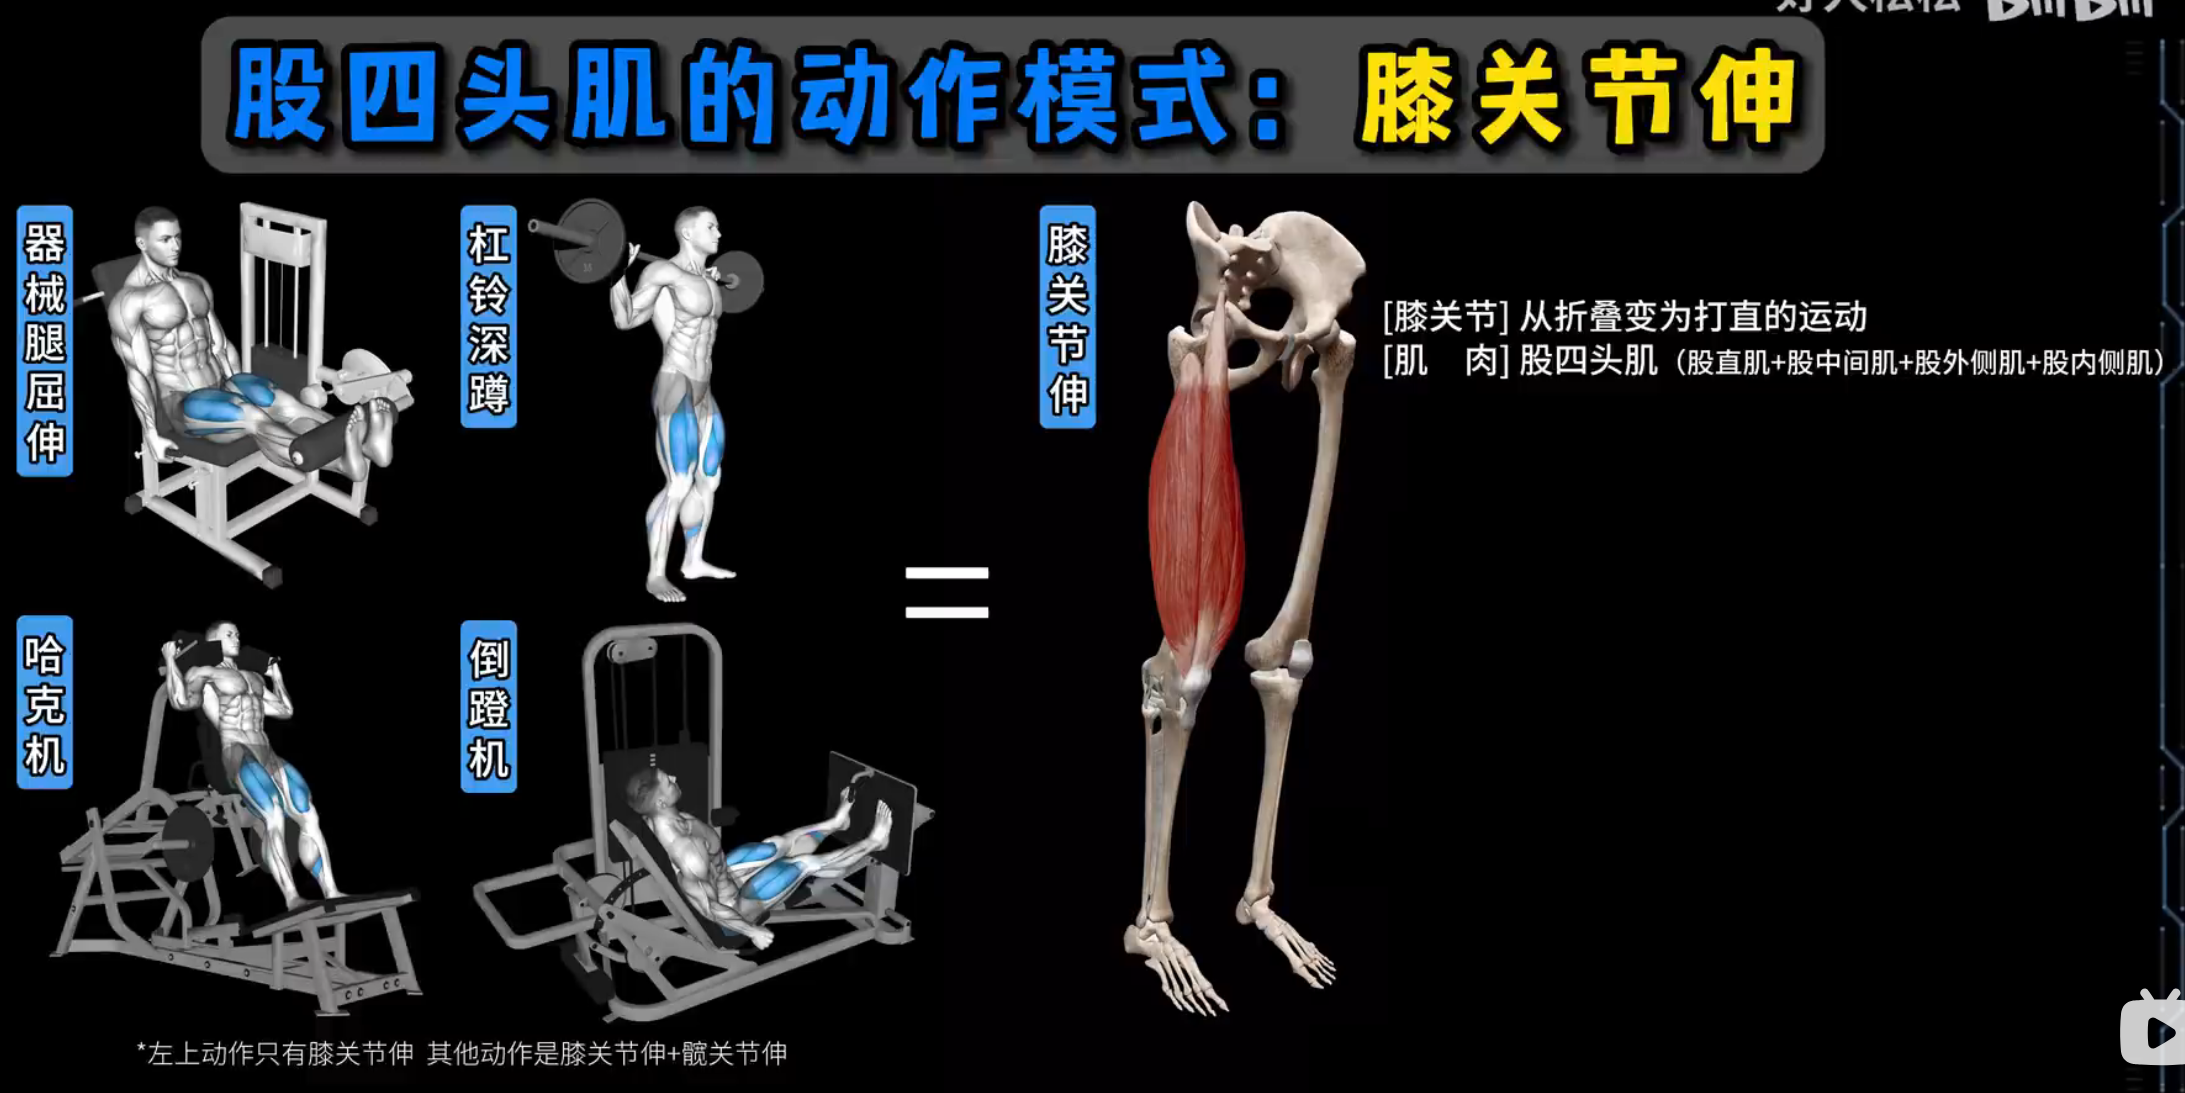 股四头肌的动作模式：膝关节伸
器械腿屈伸
杠铃深蹲
膝关节伸
[膝关节] 从折叠变为打直的运动
[肌　肉] 股四头肌（股直肌+股中间肌+股外侧肌+股内侧肌）
哈克机
倒蹬机
*左上动作只有膝关节伸 其他动作是膝关节伸+髋关节伸